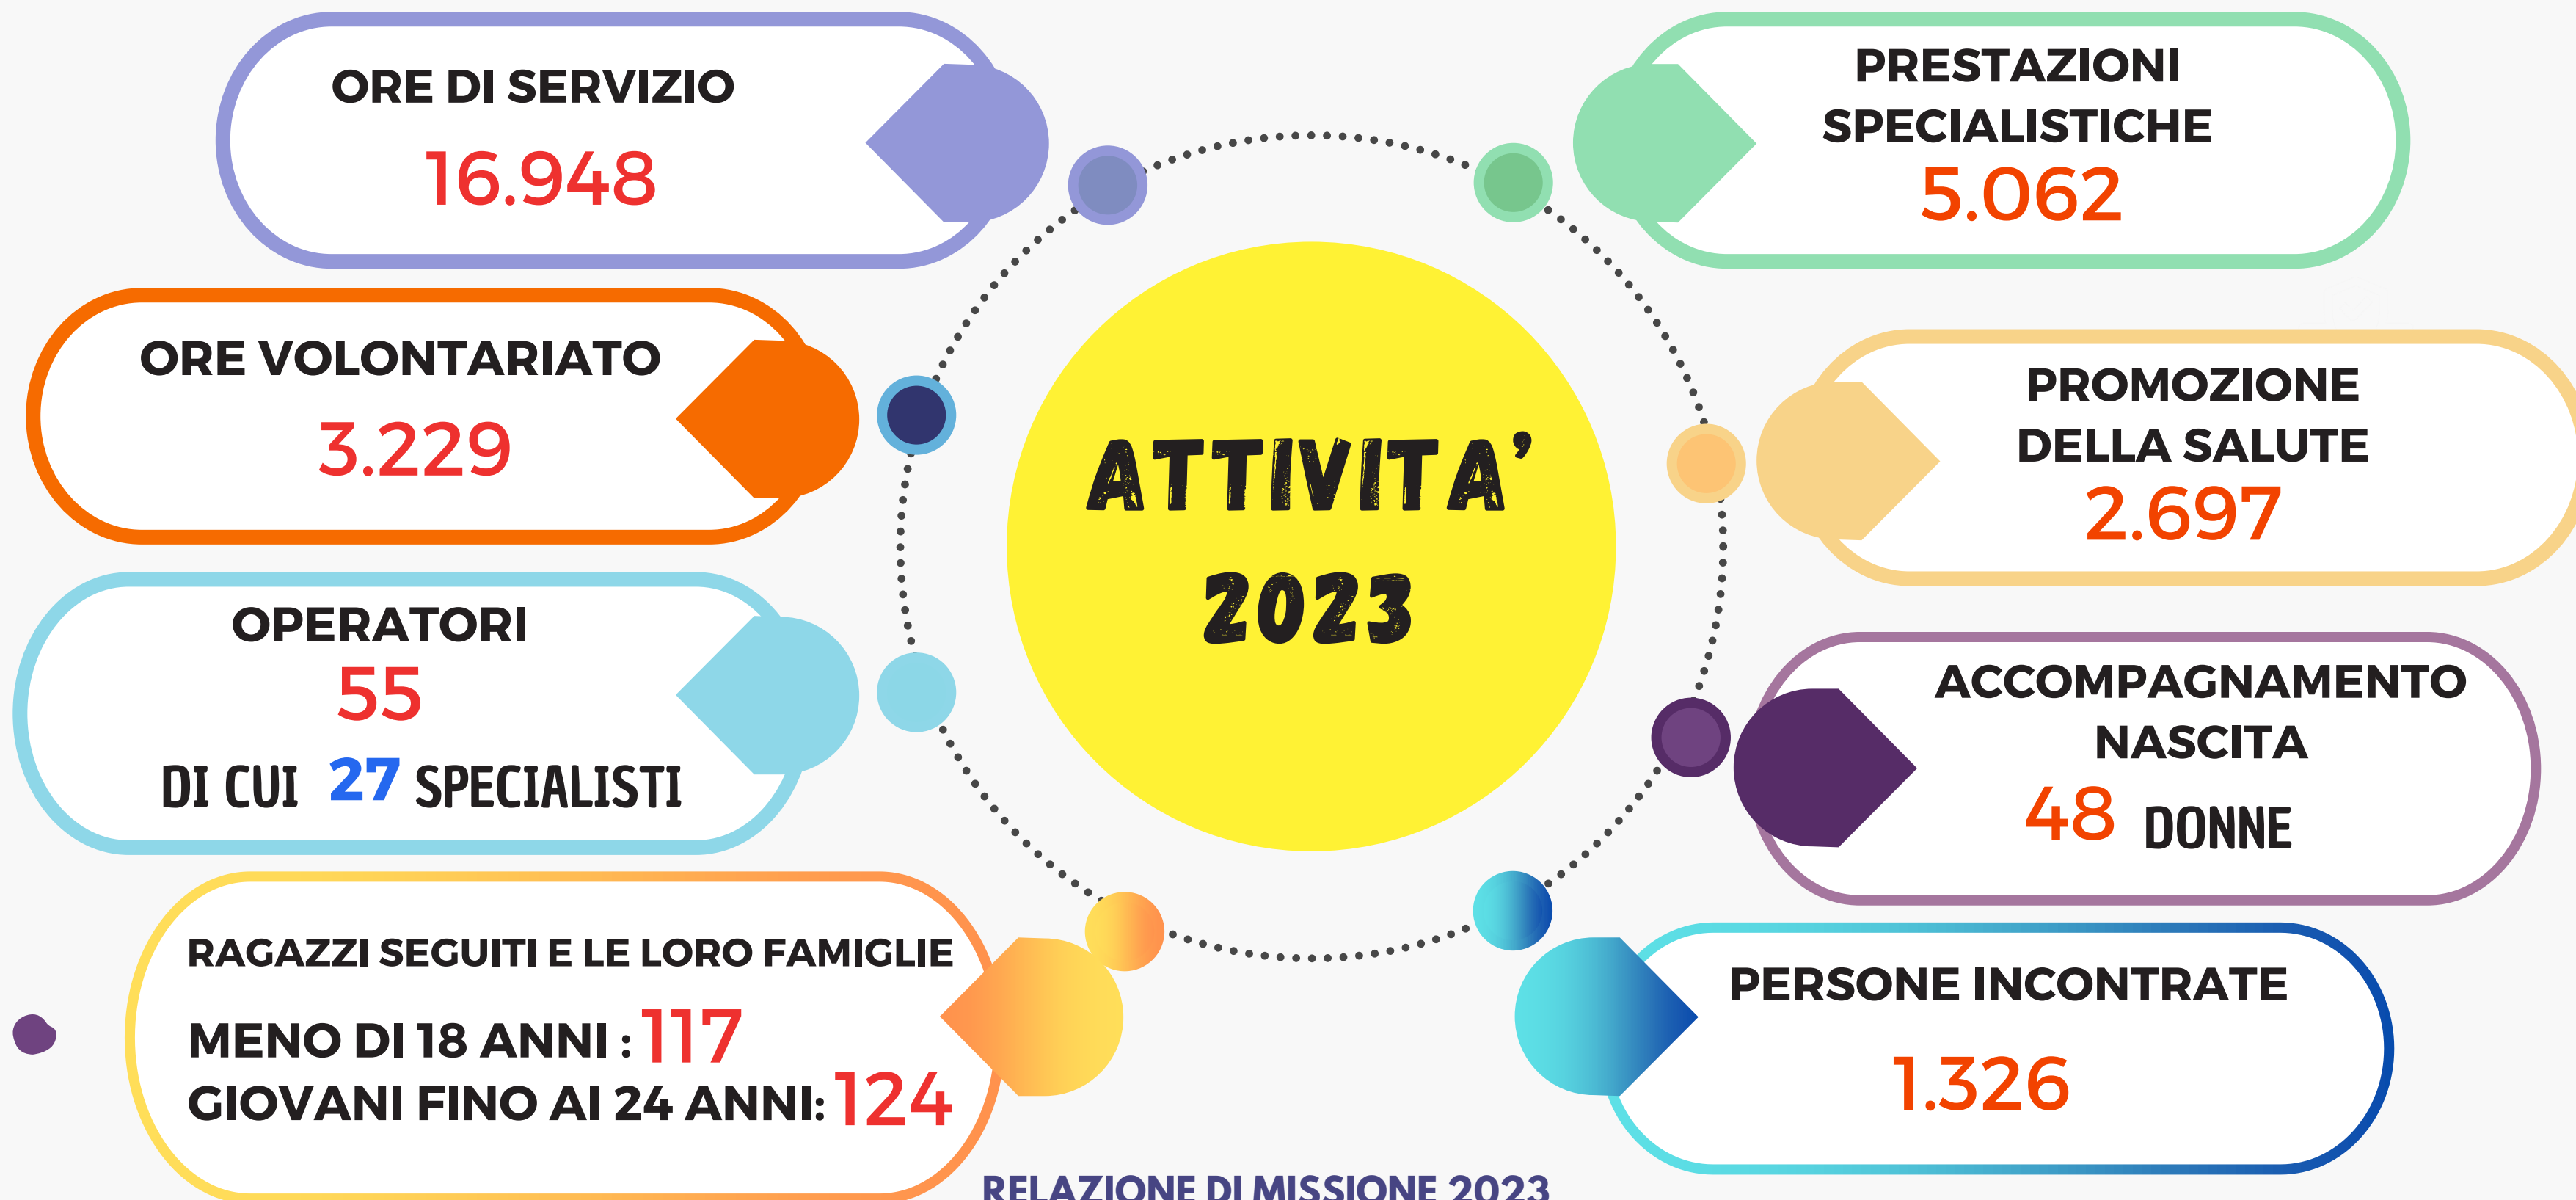 ORE DI SERVIZIO
16.948
ORE VOLONTARIATO
3.229
OPERATORI
55
DI CUI 27 SPECIALISTI
RAGAZZI SEGUITI E LE LORO FAMIGLIE
MENO DI 18 ANNI : 117
GIOVANI FINO AI 24 ANNI: 124
ATTIVITA’
2023
PRESTAZIONI
SPECIALISTICHE
5.062
PROMOZIONE
DELLA SALUTE
2.697
ACCOMPAGNAMENTO
NASCITA
48 DONNE
PERSONE INCONTRATE
1.326
RELAZIONE DI MISSIONE 2023